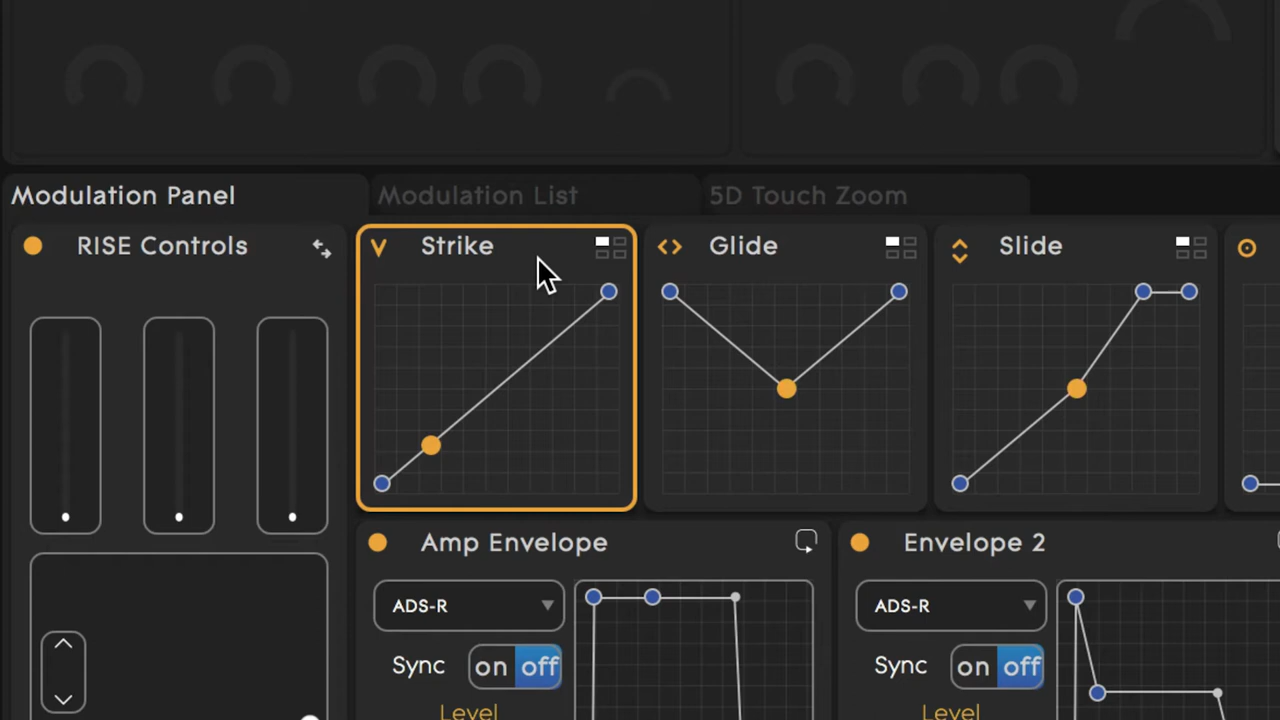 Modulation Panel
Modulation List
5D Touch Zoom
RISE Controls
Strike
Glide
Slide
Amp Envelope
Envelope 2
ADS-R
ADS-R
Sync on off
Sync on off
Level
Level